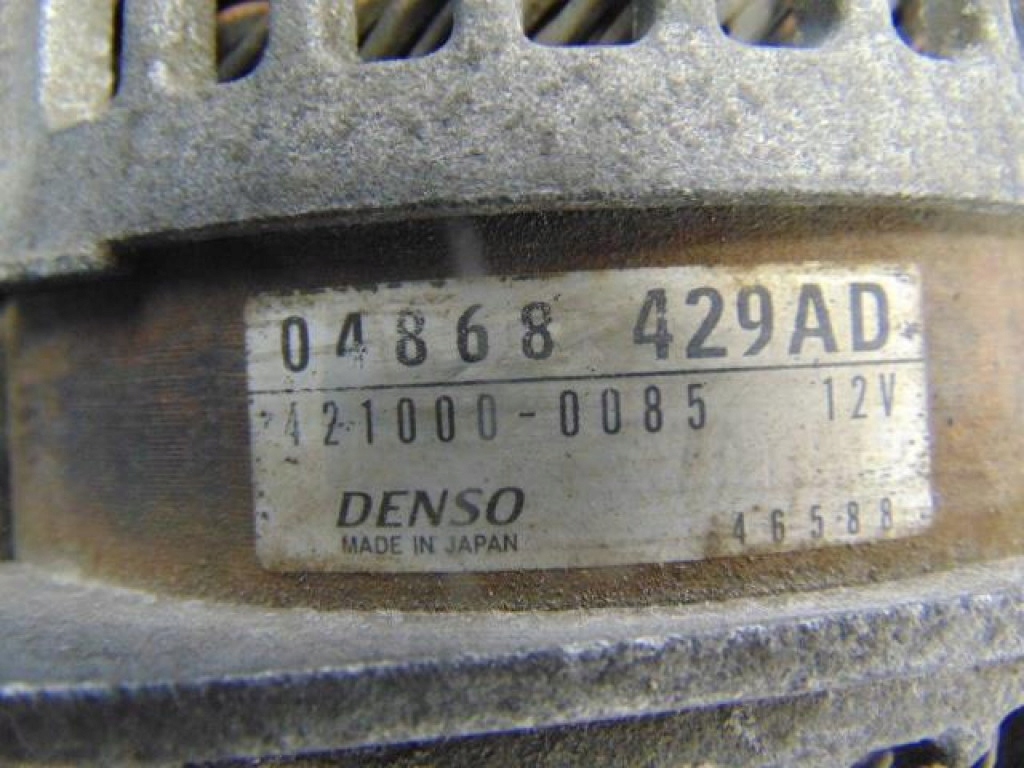 04868 429AD
421000-0085 12V
DENSO
MADE IN JAPAN
46588